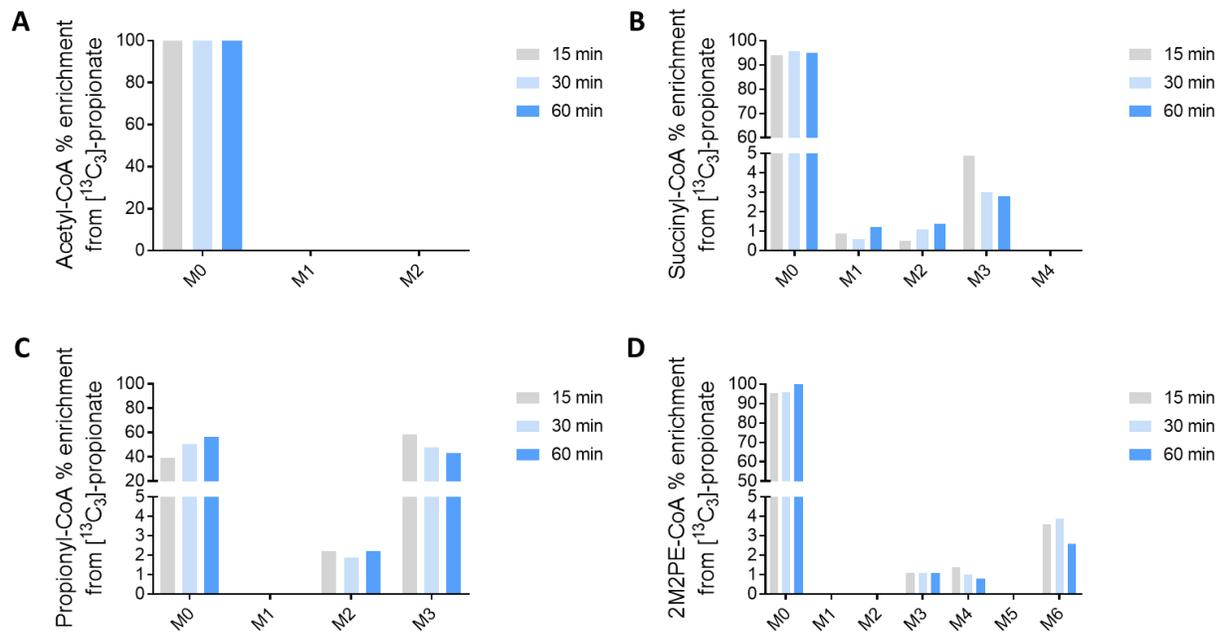 A
Acetyl-CoA % enrichment
from [¹³C₃]-propionate
100
80
60
40
20
0
M0
M1
M2
15 min
30 min
60 min
B
Succinyl-CoA % enrichment
from [¹³C₃]-propionate
100
90
80
70
60
5
4
3
2
1
0
M0
M1
M2
M3
M4
15 min
30 min
60 min
C
Propionyl-CoA % enrichment
from [¹³C₃]-propionate
100
80
60
40
20
5
4
3
2
1
0
M0
M1
M2
M3
15 min
30 min
60 min
D
2M2PE-CoA % enrichment
from [¹³C₃]-propionate
100
90
80
70
60
50
5
4
3
2
1
0
M0
M1
M2
M3
M4
M5
M6
15 min
30 min
60 min